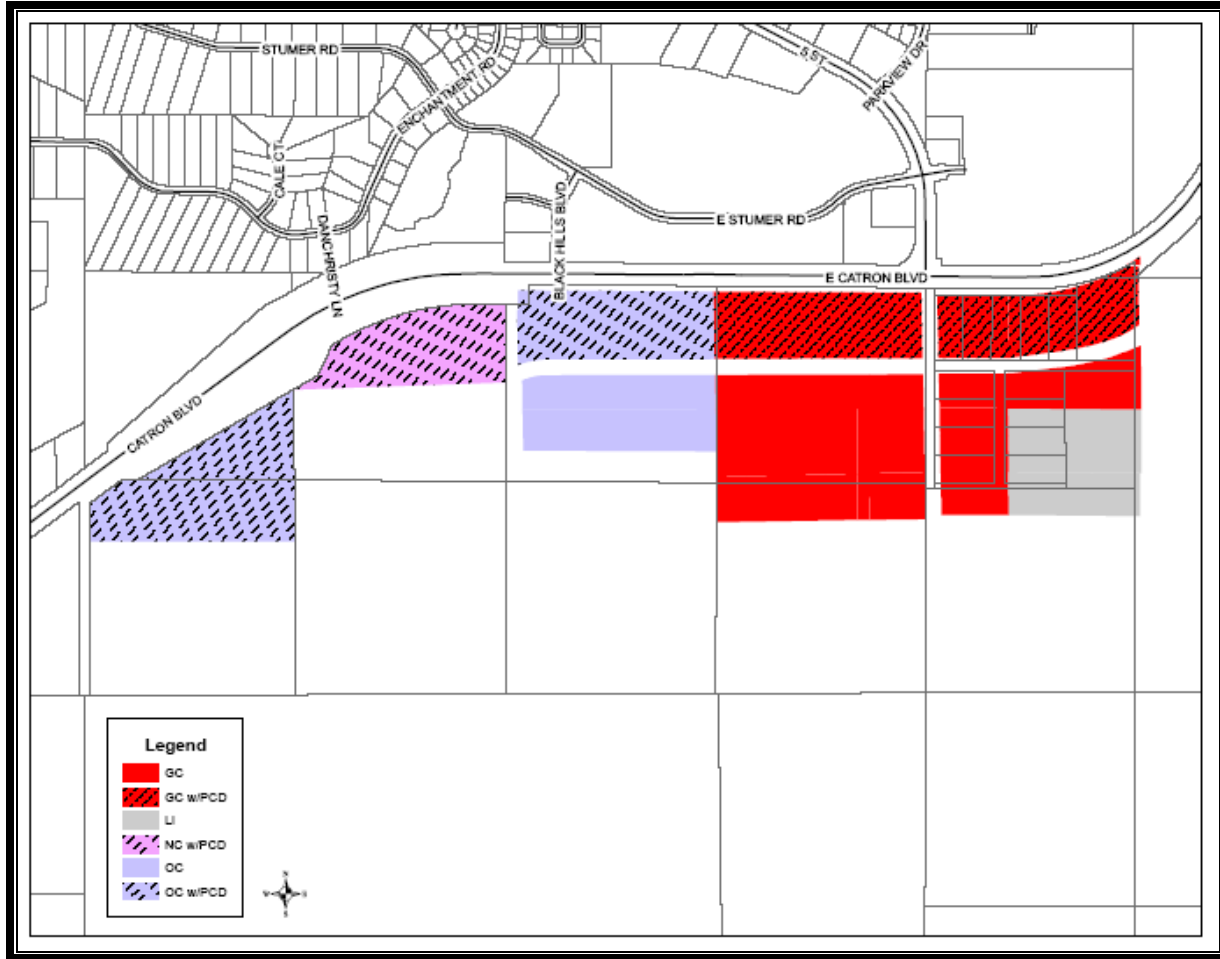 STUMER RD
ENCHANTMENT RD
5 ST
PARKVIEW DR
CALE CT
DANCHRISTY LN
BLACK HILLS BLVD
E STUMER RD
E CATRON BLVD
CATRON BLVD
Legend
GC
GC w/PCD
LI
NC w/PCD
OC
OC w/PCD